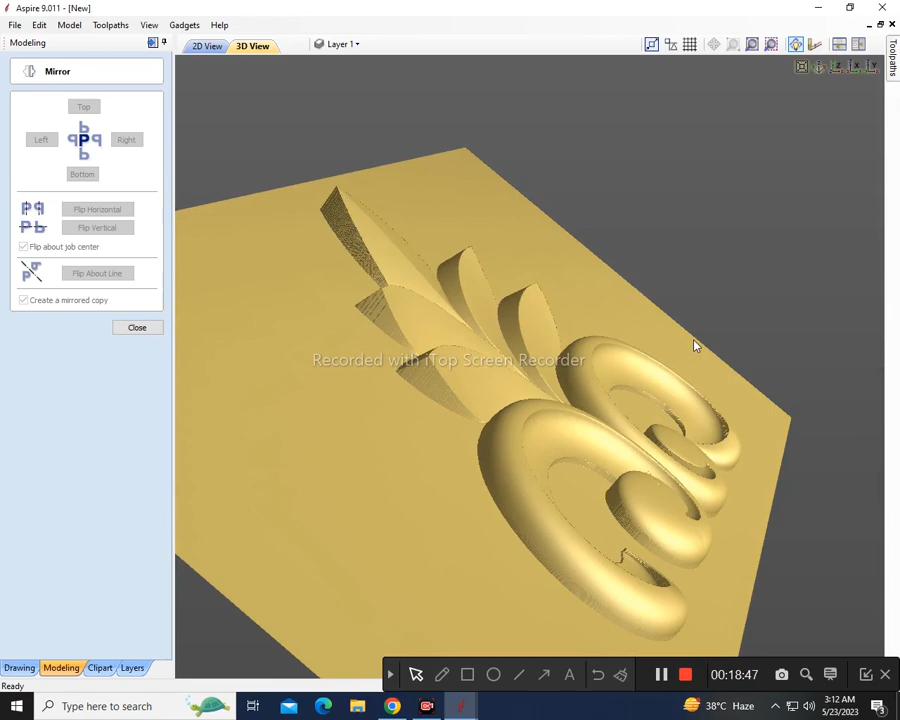 Aspire 9.011 - [New]
File Edit Model Toolpaths View Gadgets Help
Modeling
2D View 3D View Layer 1
Toolpaths
Mirror
Top
Left Right
Bottom
Flip Horizontal
Flip Vertical
Flip about job center
Flip About Line
Create a mirrored copy
Close
Recorded with iTop Screen Recorder
Drawing Modeling Clipart Layers
00:18:47
Ready
Type here to search
38°C Haze
3:12 AM
5/23/2023
3